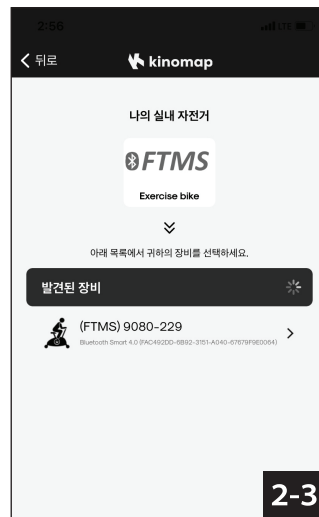 2:56
LTE
뒤로
kinomap
나의 실내 자전거
FTMS
Exercise bike
아래 목록에서 귀하의 장비를 선택하세요.
발견된 장비
(FTMS) 9080-229
Bluetooth Smart 4.0 (FAC492DD-6B92-3151-A040-67679F9E0064)
2-3